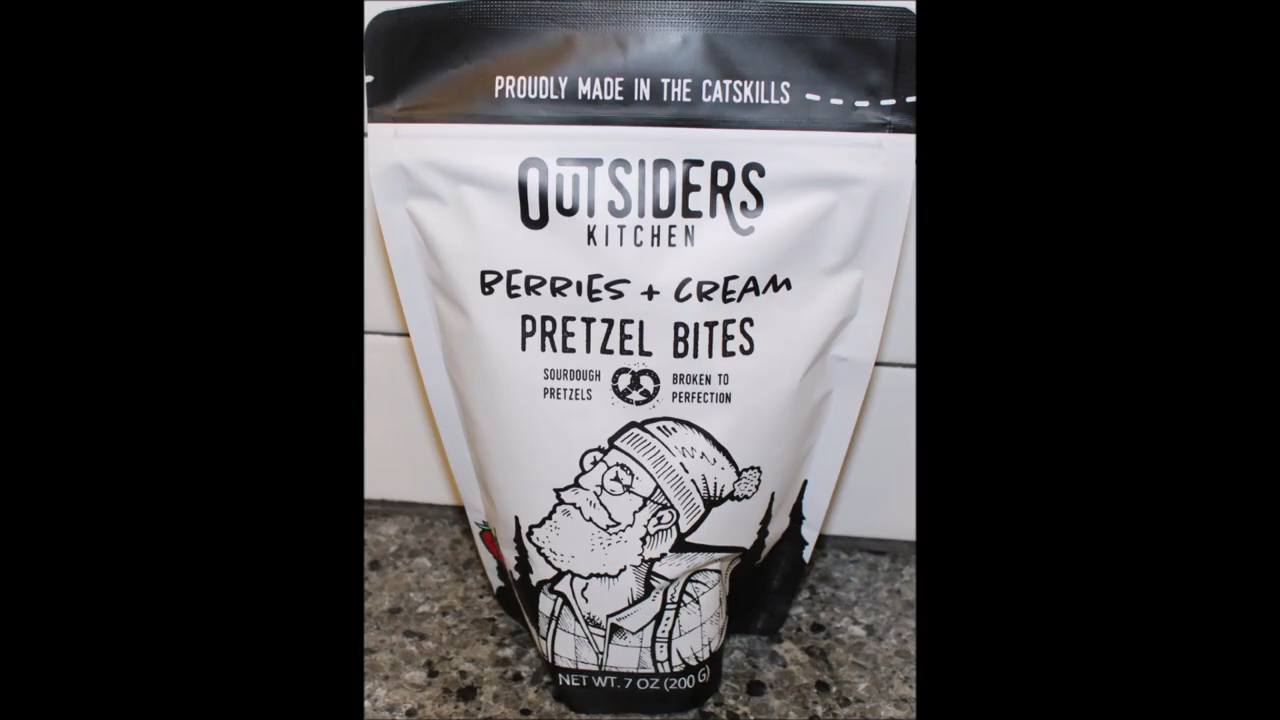 PROUDLY MADE IN THE CATSKILLS
OUTSIDERS
KITCHEN
BERRIES + CREAM
PRETZEL BITES
SOURDOUGH PRETZELS
BROKEN TO PERFECTION
NET WT. 7 OZ (200 G)